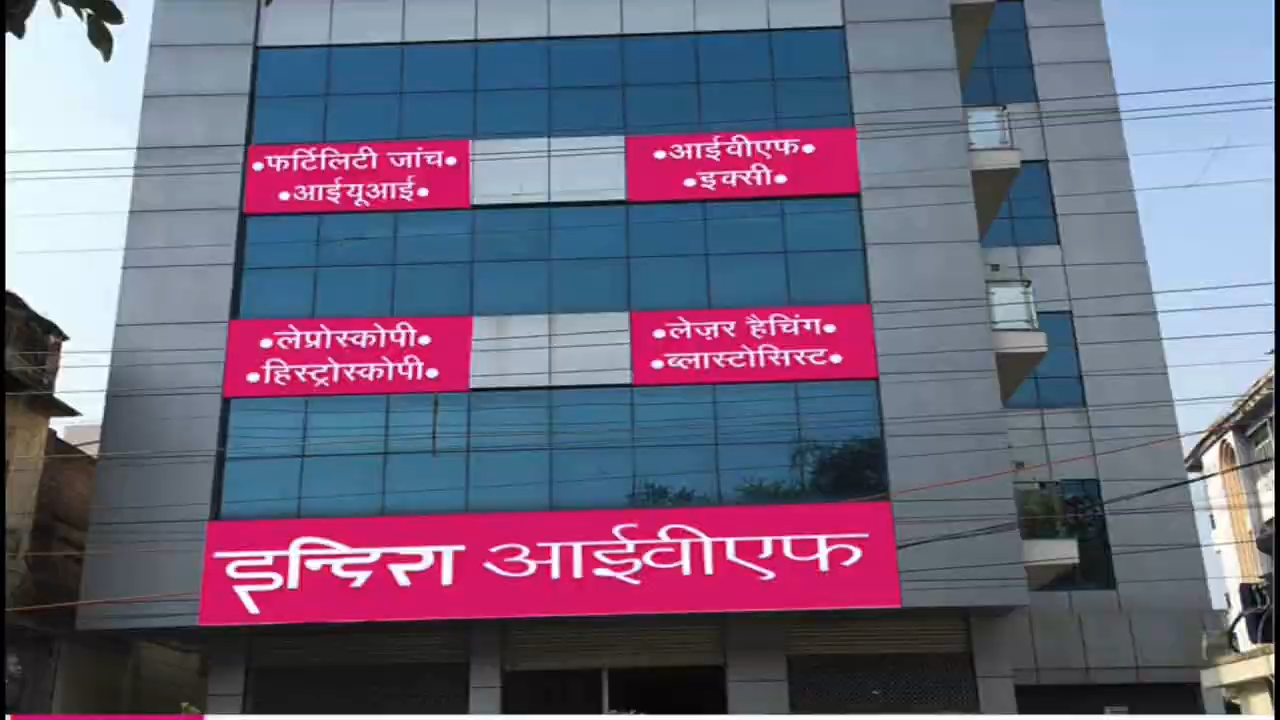 •फर्टिलिटी जांच•
•आईयूआई•
•आईवीएफ•
•इक्सी•
•लेप्रोस्कोपी•
•हिस्ट्रोस्कोपी•
•लेज़र हैचिंग•
•ब्लास्टोसिस्ट•
इन्दिरा आईवीएफ